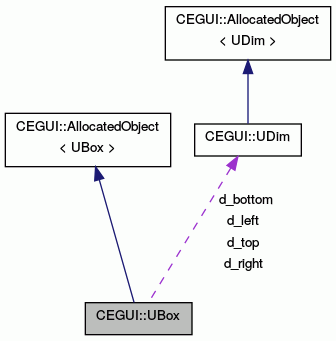 CEGUI::AllocatedObject
< UDim >
CEGUI::AllocatedObject
< UBox >
CEGUI::UDim
d_bottom
d_left
d_top
d_right
CEGUI::UBox